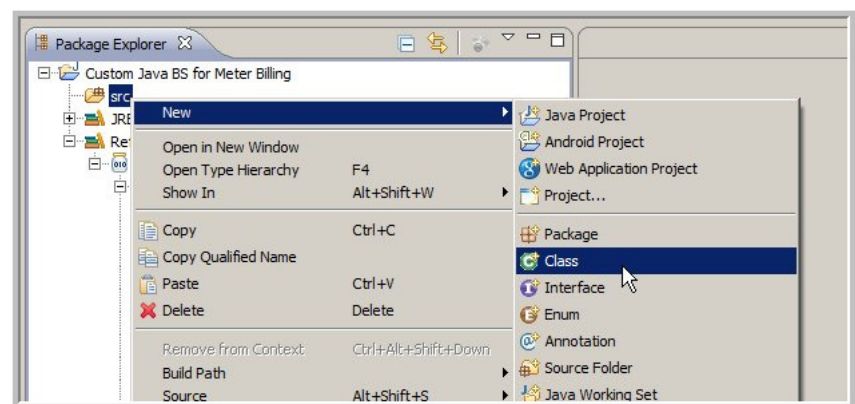 Package Explorer
Custom Java BS for Meter Billing
src
JRE
Re
New
Open in New Window
Open Type Hierarchy F4
Show In Alt+Shift+W
Copy Ctrl+C
Copy Qualified Name
Paste Ctrl+V
Delete Delete
Remove from Context Ctrl+Alt+Shift+Down
Build Path
Source Alt+Shift+S
Java Project
Android Project
Web Application Project
Project...
Package
Class
Interface
Enum
Annotation
Source Folder
Java Working Set